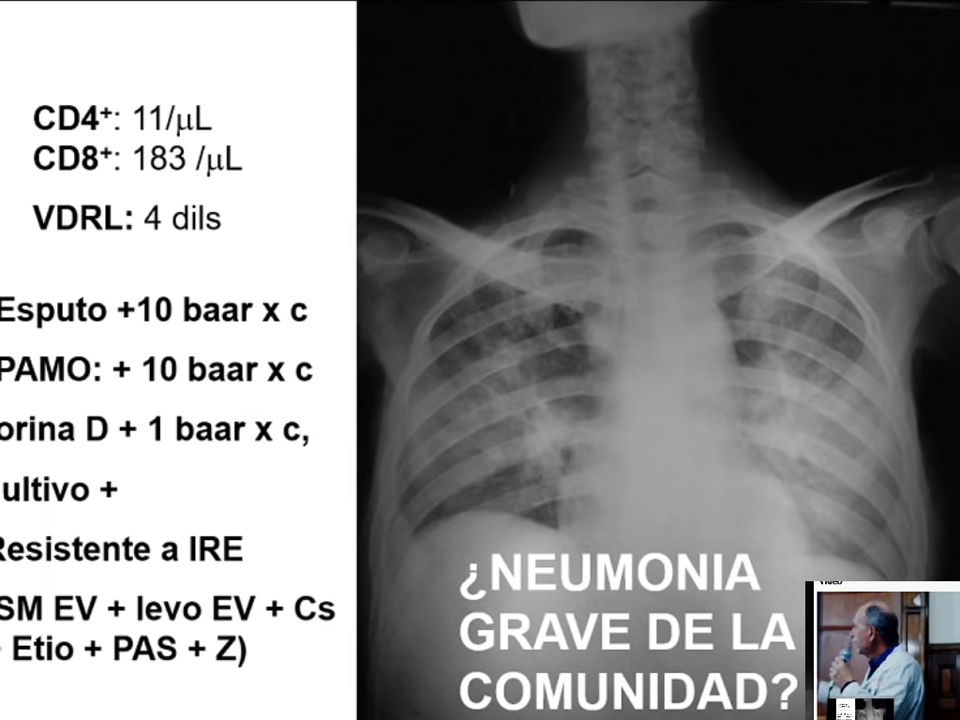 CD4⁺: 11/μL
CD8⁺: 183 /μL
VDRL: 4 dils
Esputo +10 baar x c
PAMO: + 10 baar x c
orina D + 1 baar x c,
ultivo +
Resistente a IRE
SM EV + levo EV + Cs
+ Etio + PAS + Z)
¿NEUMONIA
GRAVE DE LA
COMUNIDAD?